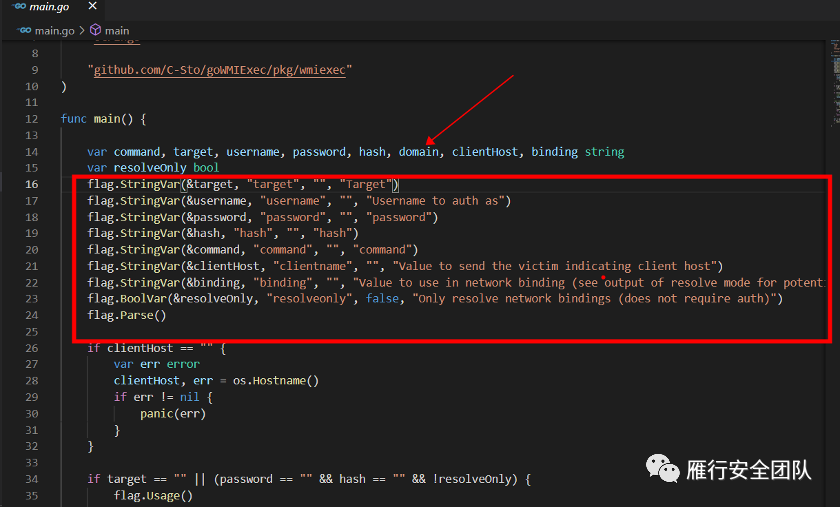 main.go ×
main.go > main
strings
8
9 "github.com/C-Sto/goWMIExec/pkg/wmiexec"
10 )
11
12 func main() {
13
14 var command, target, username, password, hash, domain, clientHost, binding string
15 var resolveOnly bool
16 flag.StringVar(&target, "target", "", "Target")
17 flag.StringVar(&username, "username", "", "Username to auth as")
18 flag.StringVar(&password, "password", "", "password")
19 flag.StringVar(&hash, "hash", "", "hash")
20 flag.StringVar(&command, "command", "", "command")
21 flag.StringVar(&clientHost, "clientname", "", "Value to send the victim indicating client host")
22 flag.StringVar(&binding, "binding", "", "Value to use in network binding (see output of resolve mode for potenti
23 flag.BoolVar(&resolveOnly, "resolveonly", false, "Only resolve network bindings (does not require auth)")
24 flag.Parse()
25
26 if clientHost == "" {
27 var err error
28 clientHost, err = os.Hostname()
29 if err != nil {
30 panic(err)
31 }
32 }
33
34 if target == "" || (password == "" && hash == "" && !resolveOnly) {
35 flag.Usage()
雁行安全团队